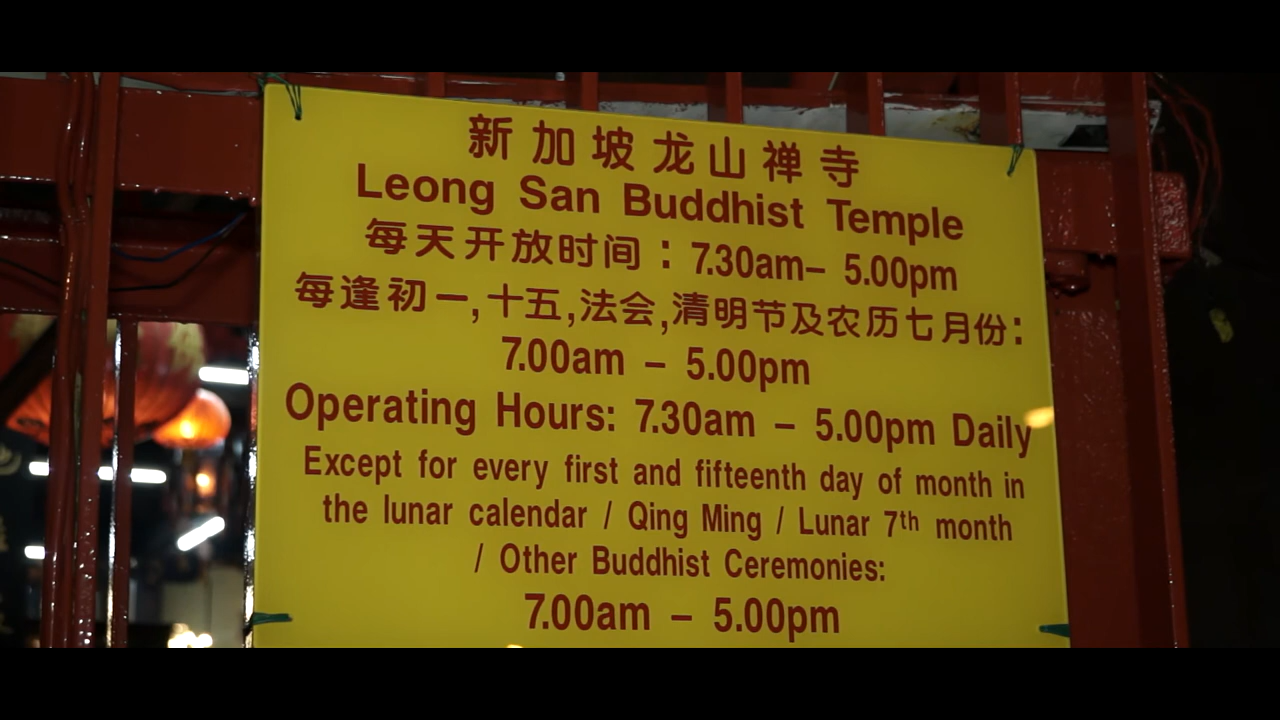 新加坡龙山禅寺
Leong San Buddhist Temple
每天开放时间：7.30am– 5.00pm
每逢初一,十五,法会,清明节及农历七月份:
7.00am – 5.00pm
Operating Hours: 7.30am – 5.00pm Daily
Except for every first and fifteenth day of month in
the lunar calendar / Qing Ming / Lunar 7th month
/ Other Buddhist Ceremonies:
7.00am – 5.00pm